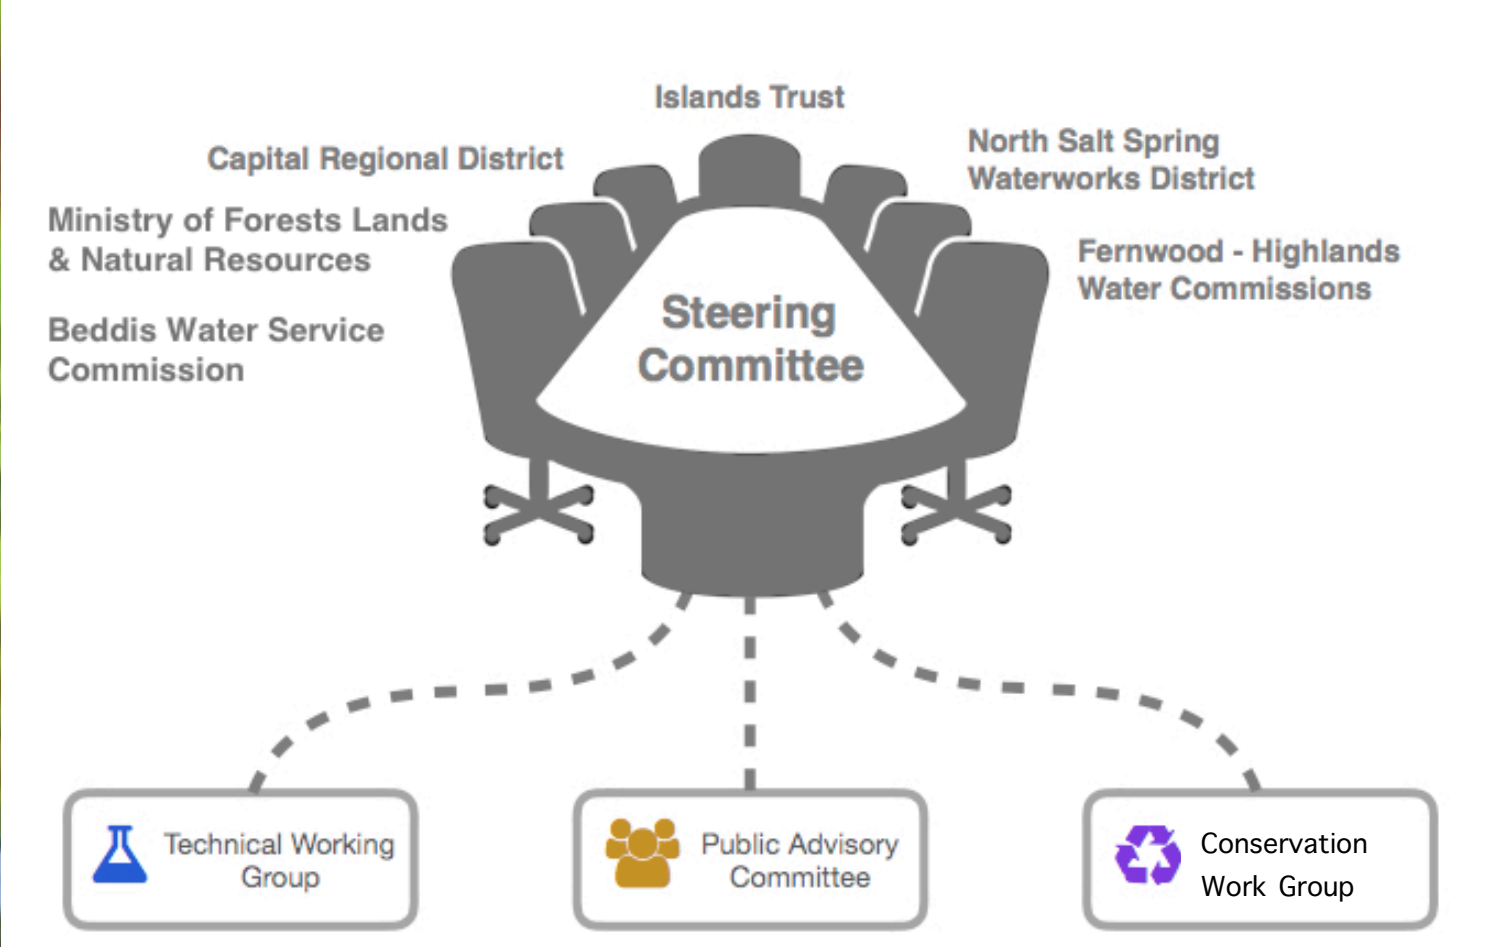 Islands Trust
Capital Regional District
North Salt Spring
Waterworks District
Ministry of Forests Lands
& Natural Resources
Fernwood - Highlands
Water Commissions
Beddis Water Service
Commission
Steering
Committee
Technical Working
Group
Public Advisory
Committee
Conservation
Work Group